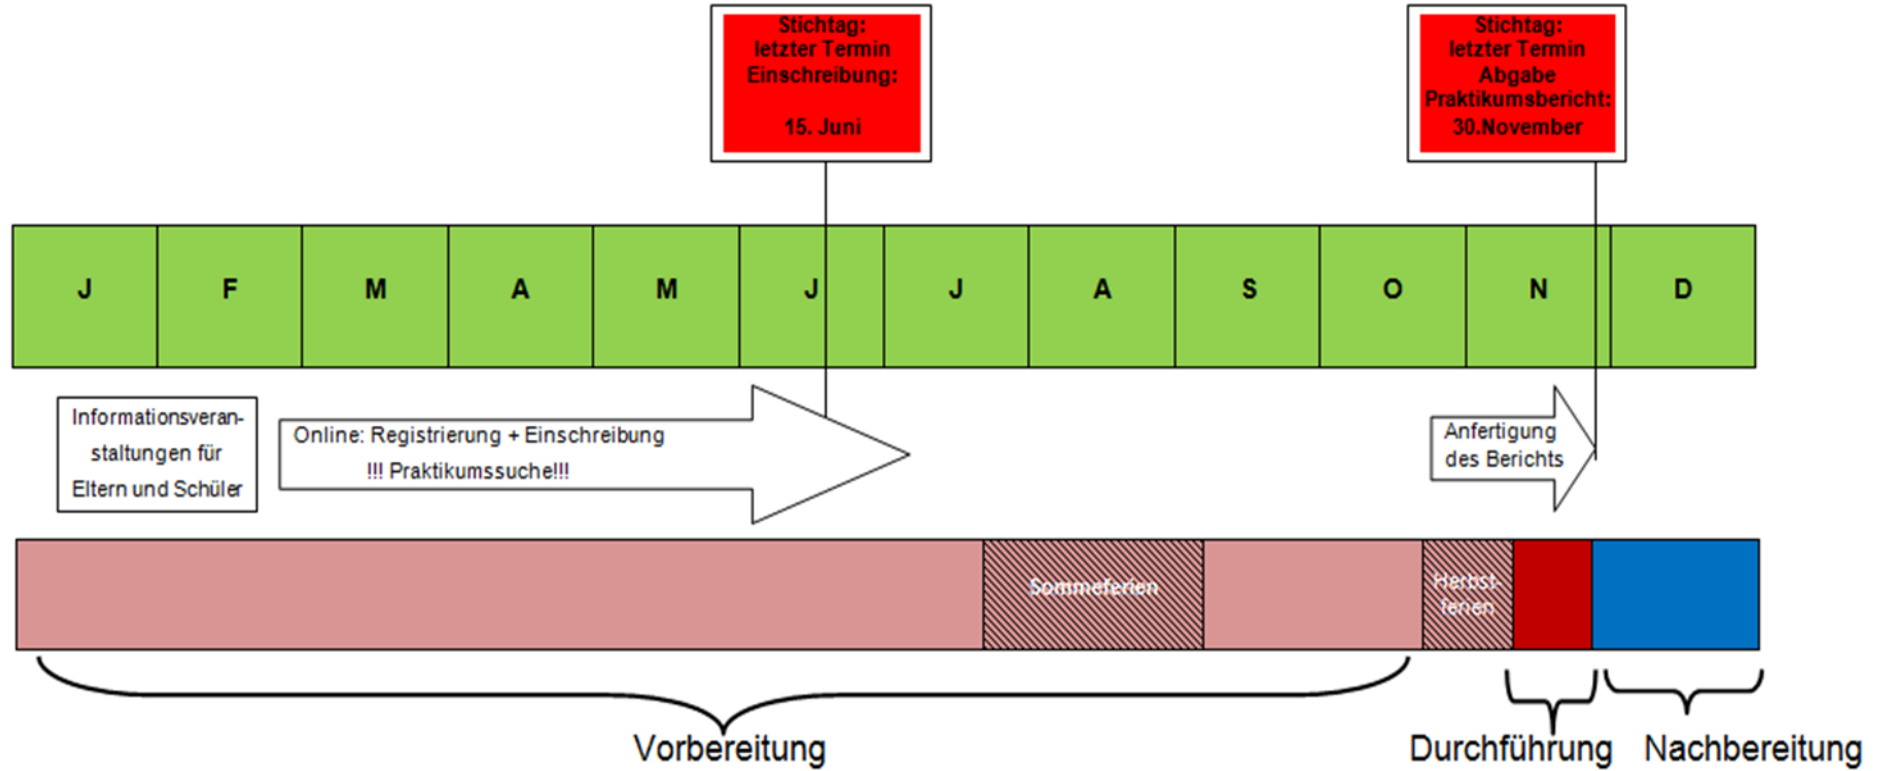 Stichtag:
letzter Termin
Einschreibung:
15. Juni
Stichtag:
letzter Termin
Abgabe
Praktikumsbericht:
30.November
J F M A M J J A S O N D
Informationsveran-
staltungen für
Eltern und Schüler
Online: Registrierung + Einschreibung
!!! Praktikumssuche!!!
Anfertigung
des Berichts
Sommeferien
Herbst-
ferien
Vorbereitung
Durchführung
Nachbereitung